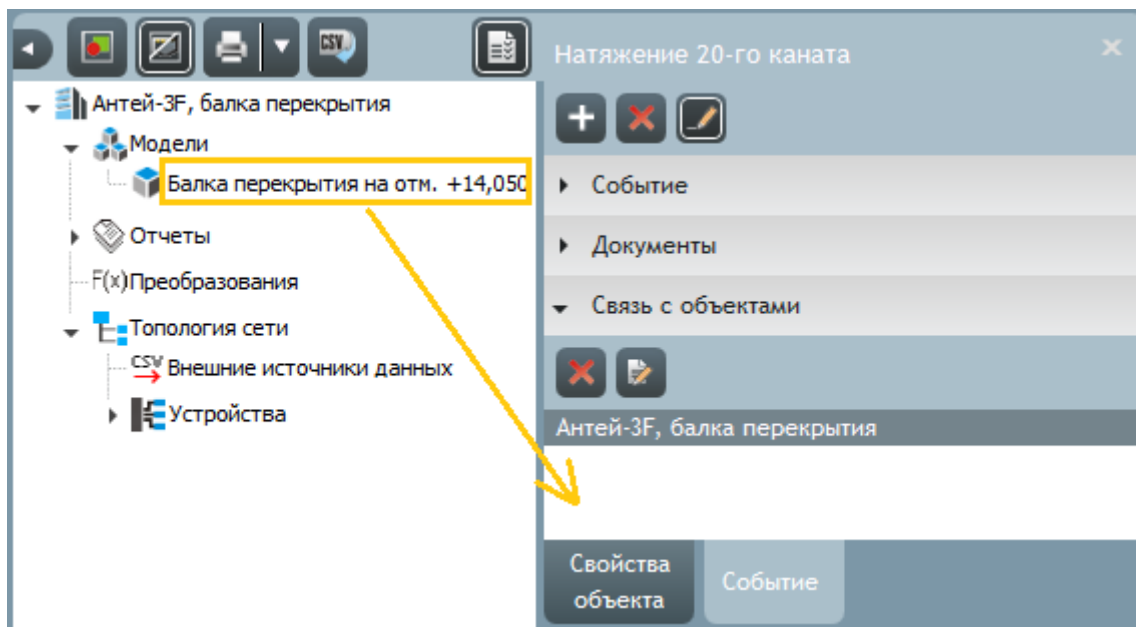 CSV
Натяжение 20-го каната
Антей-3F, балка перекрытия
Модели
Балка перекрытия на отм. +14,050
Отчеты
F(x)Преобразования
Топология сети
CSV Внешние источники данных
Устройства
Событие
Документы
Связь с объектами
Антей-3F, балка перекрытия
Свойства
объекта
Событие